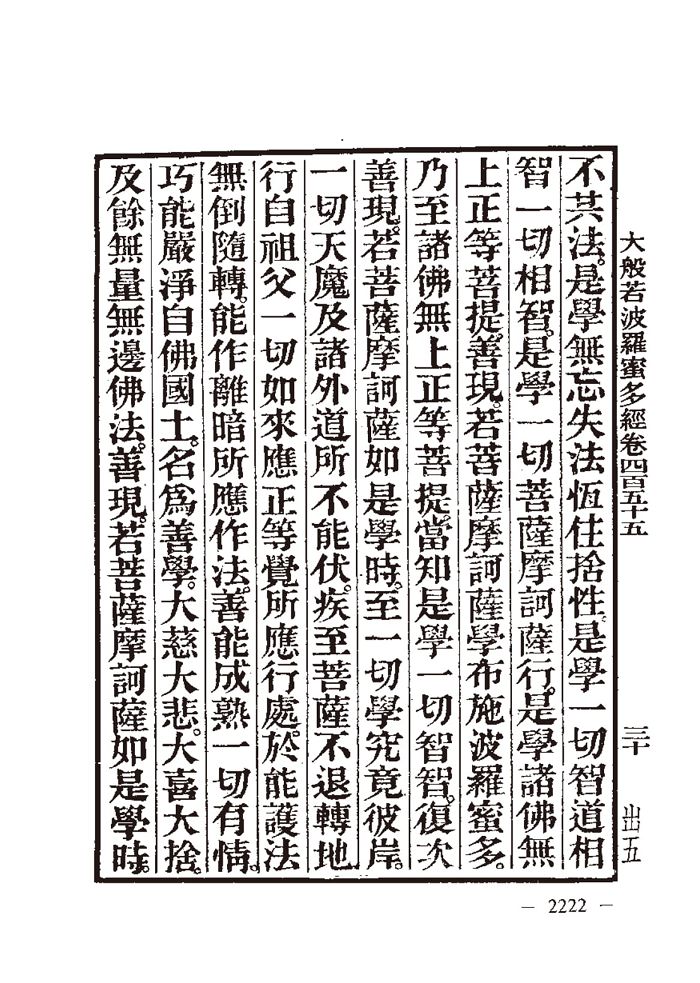 大般若波羅蜜多經卷四百五十五 三十 出五
不共法。是學無忘失法恆住捨性。是學一切智道相
智一切相智。是學一切菩薩摩訶薩行。是學諸佛無
上正等菩提。善現。若菩薩摩訶薩學布施波羅蜜多。
乃至諸佛無上正等菩提。當知是學一切智智。復次
善現。若菩薩摩訶薩如是學時。至一切學究竟彼岸。
一切天魔及諸外道所不能伏。疾至菩薩不退轉地
行自祖父一切如來應正等覺所應行處。於能護法
無倒隨轉。能作離暗所應作法。善能成熟一切有情。
巧能嚴淨自佛國土。名爲善學。大慈大悲。大喜大捨。
及餘無量無邊佛法。善現。若菩薩摩訶薩如是學時。
— 2222 —